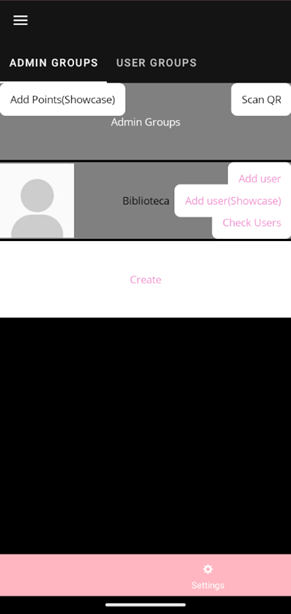 ADMIN GROUPS USER GROUPS
Add Points(Showcase) Scan QR
Admin Groups
Add user
Biblioteca Add user(Showcase)
Check Users
Create
Settings